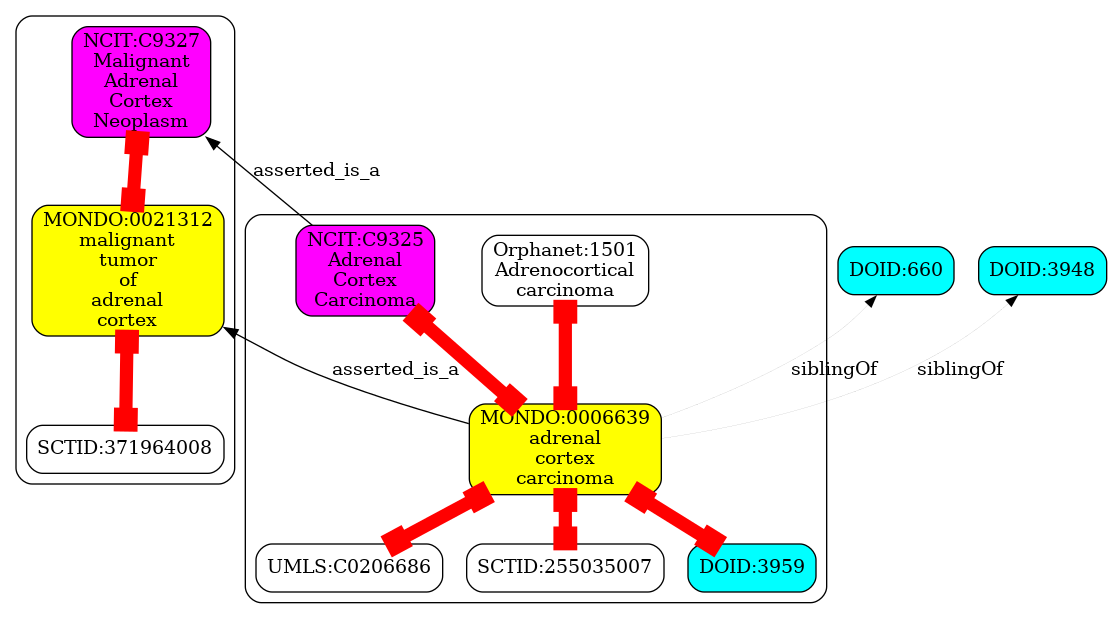 NCIT:C9327
Malignant
Adrenal
Cortex
Neoplasm
asserted_is_a
MONDO:0021312
malignant
tumor
of
adrenal
cortex
NCIT:C9325
Adrenal
Cortex
Carcinoma
Orphanet:1501
Adrenocortical
carcinoma
DOID:660
DOID:3948
asserted_is_a
siblingOf
siblingOf
SCTID:371964008
MONDO:0006639
adrenal
cortex
carcinoma
UMLS:C0206686
SCTID:255035007
DOID:3959